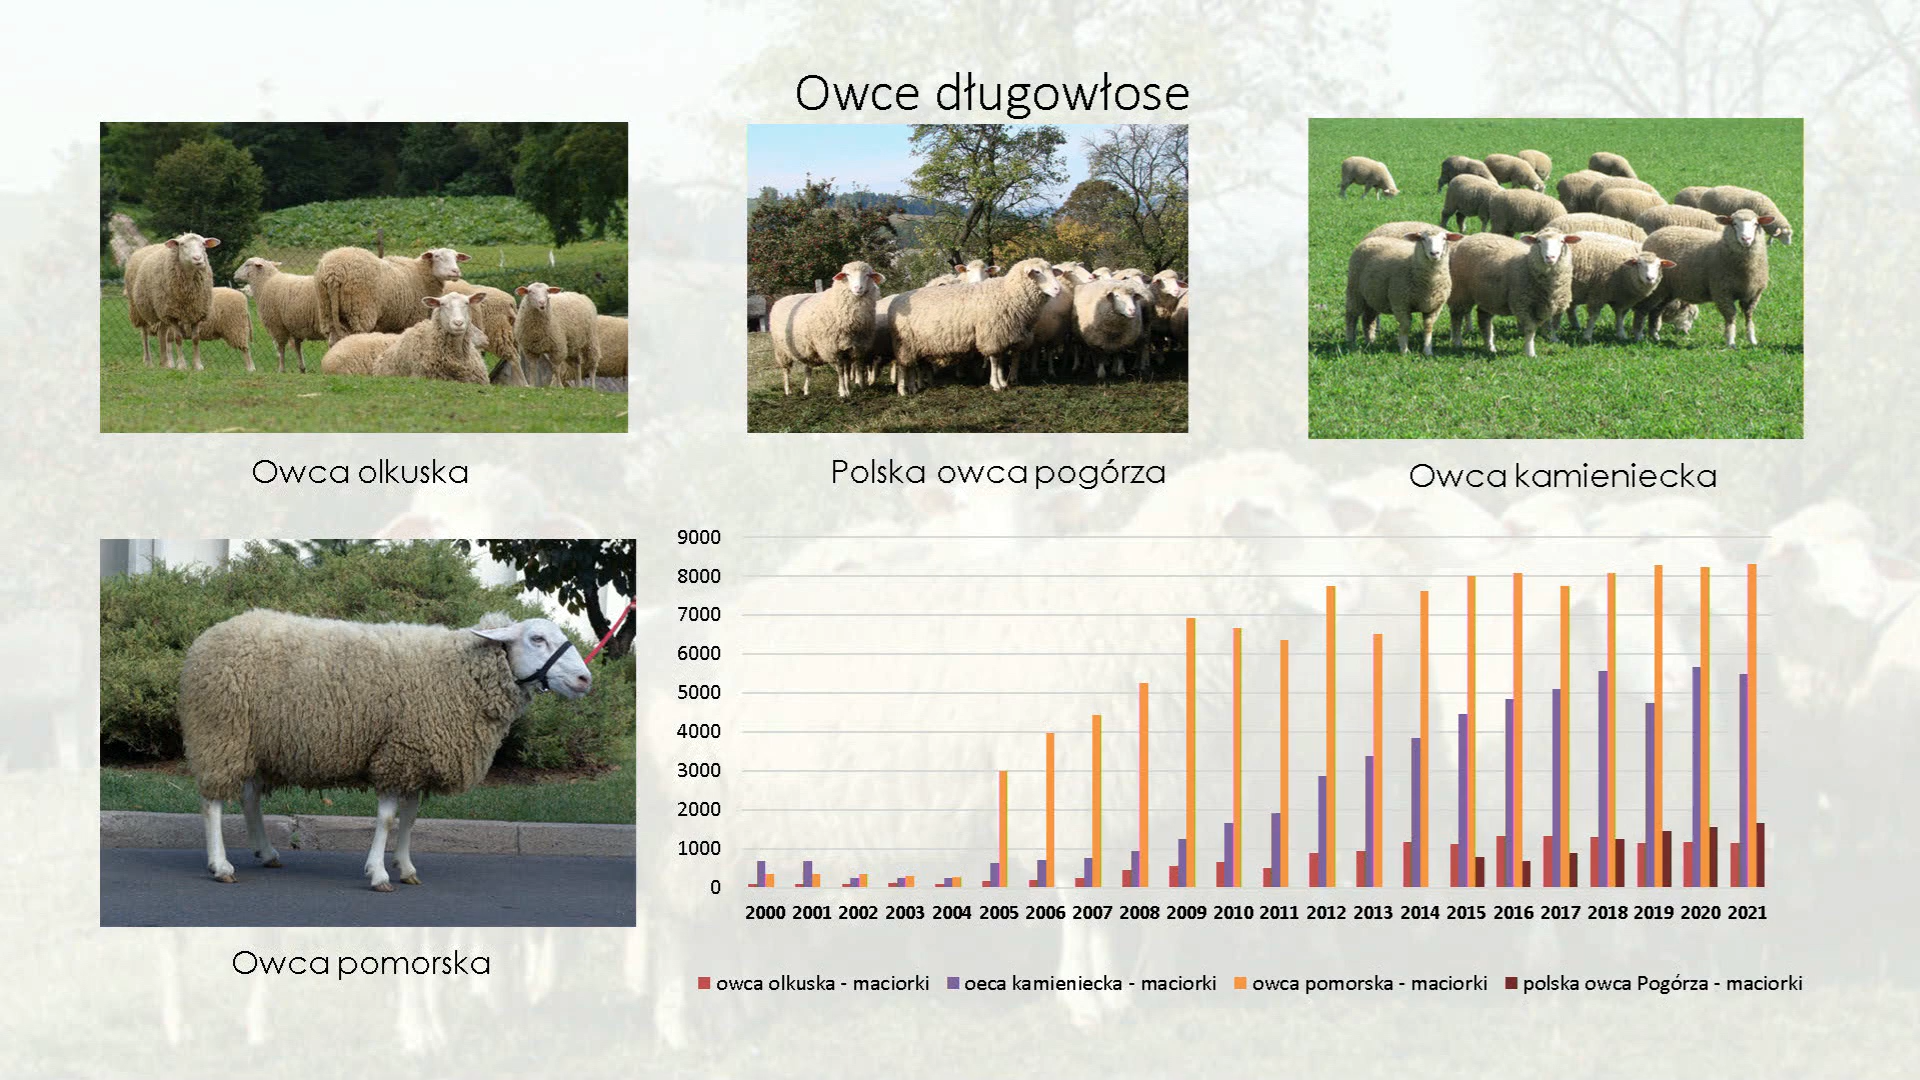 Owce długowłose
Owca olkuska
Polska owca pogórza
Owca kamieniecka
Owca pomorska
9000
8000
7000
6000
5000
4000
3000
2000
1000
0
2000 2001 2002 2003 2004 2005 2006 2007 2008 2009 2010 2011 2012 2013 2014 2015 2016 2017 2018 2019 2020 2021
owca olkuska - maciorki oeca kamieniecka - maciorki owca pomorska - maciorki polska owca Pogórza - maciorki